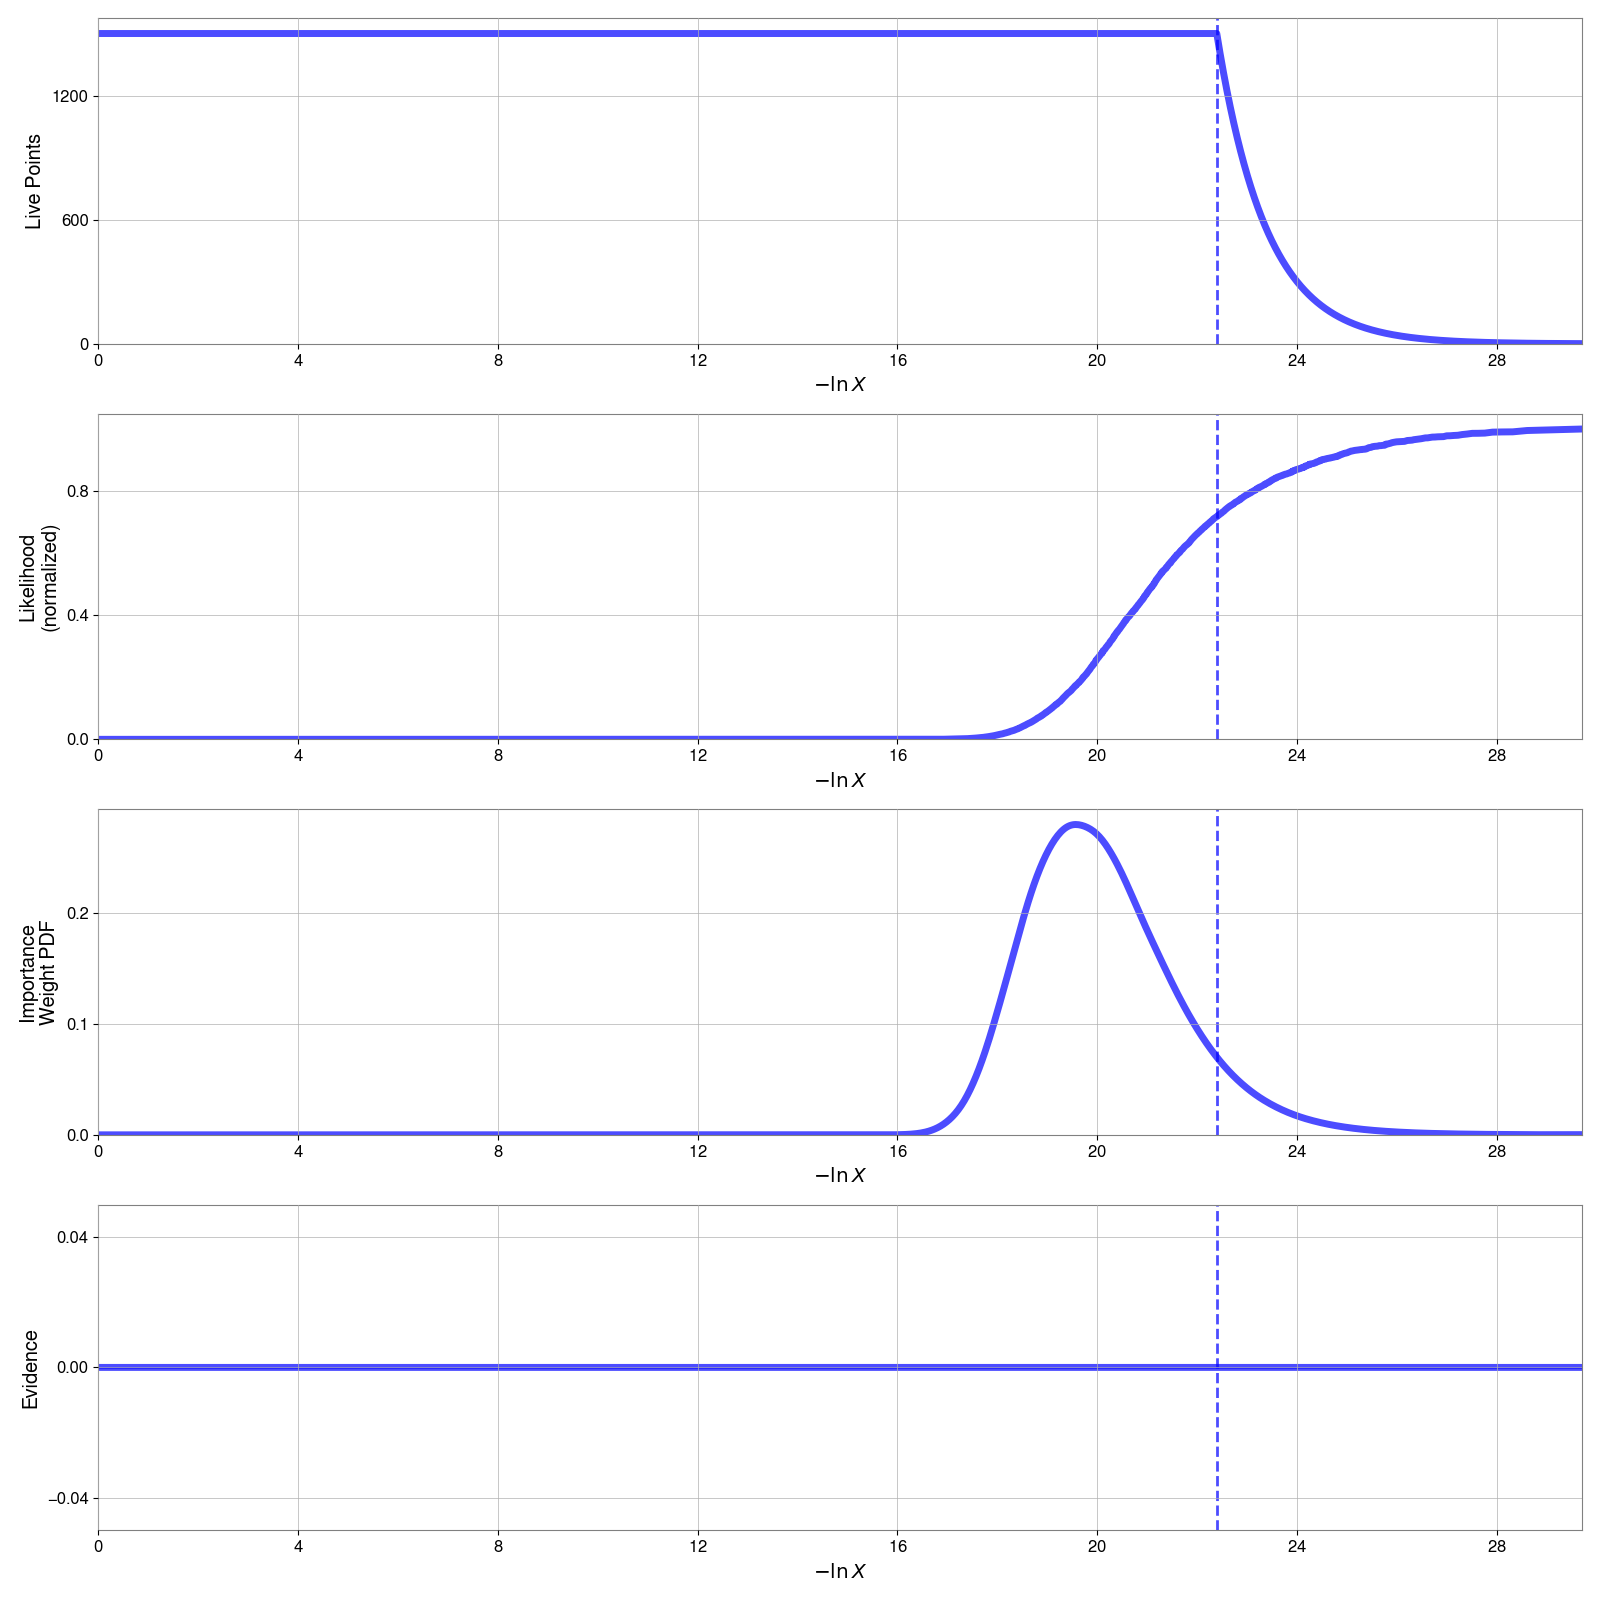 Live Points
1200
600
0
0 4 8 12 16 20 24 28
−ln X
Likelihood
(normalized)
0.8
0.4
0.0
0 4 8 12 16 20 24 28
−ln X
Importance
Weight PDF
0.2
0.1
0.0
0 4 8 12 16 20 24 28
−ln X
Evidence
0.04
0.00
−0.04
0 4 8 12 16 20 24 28
−ln X